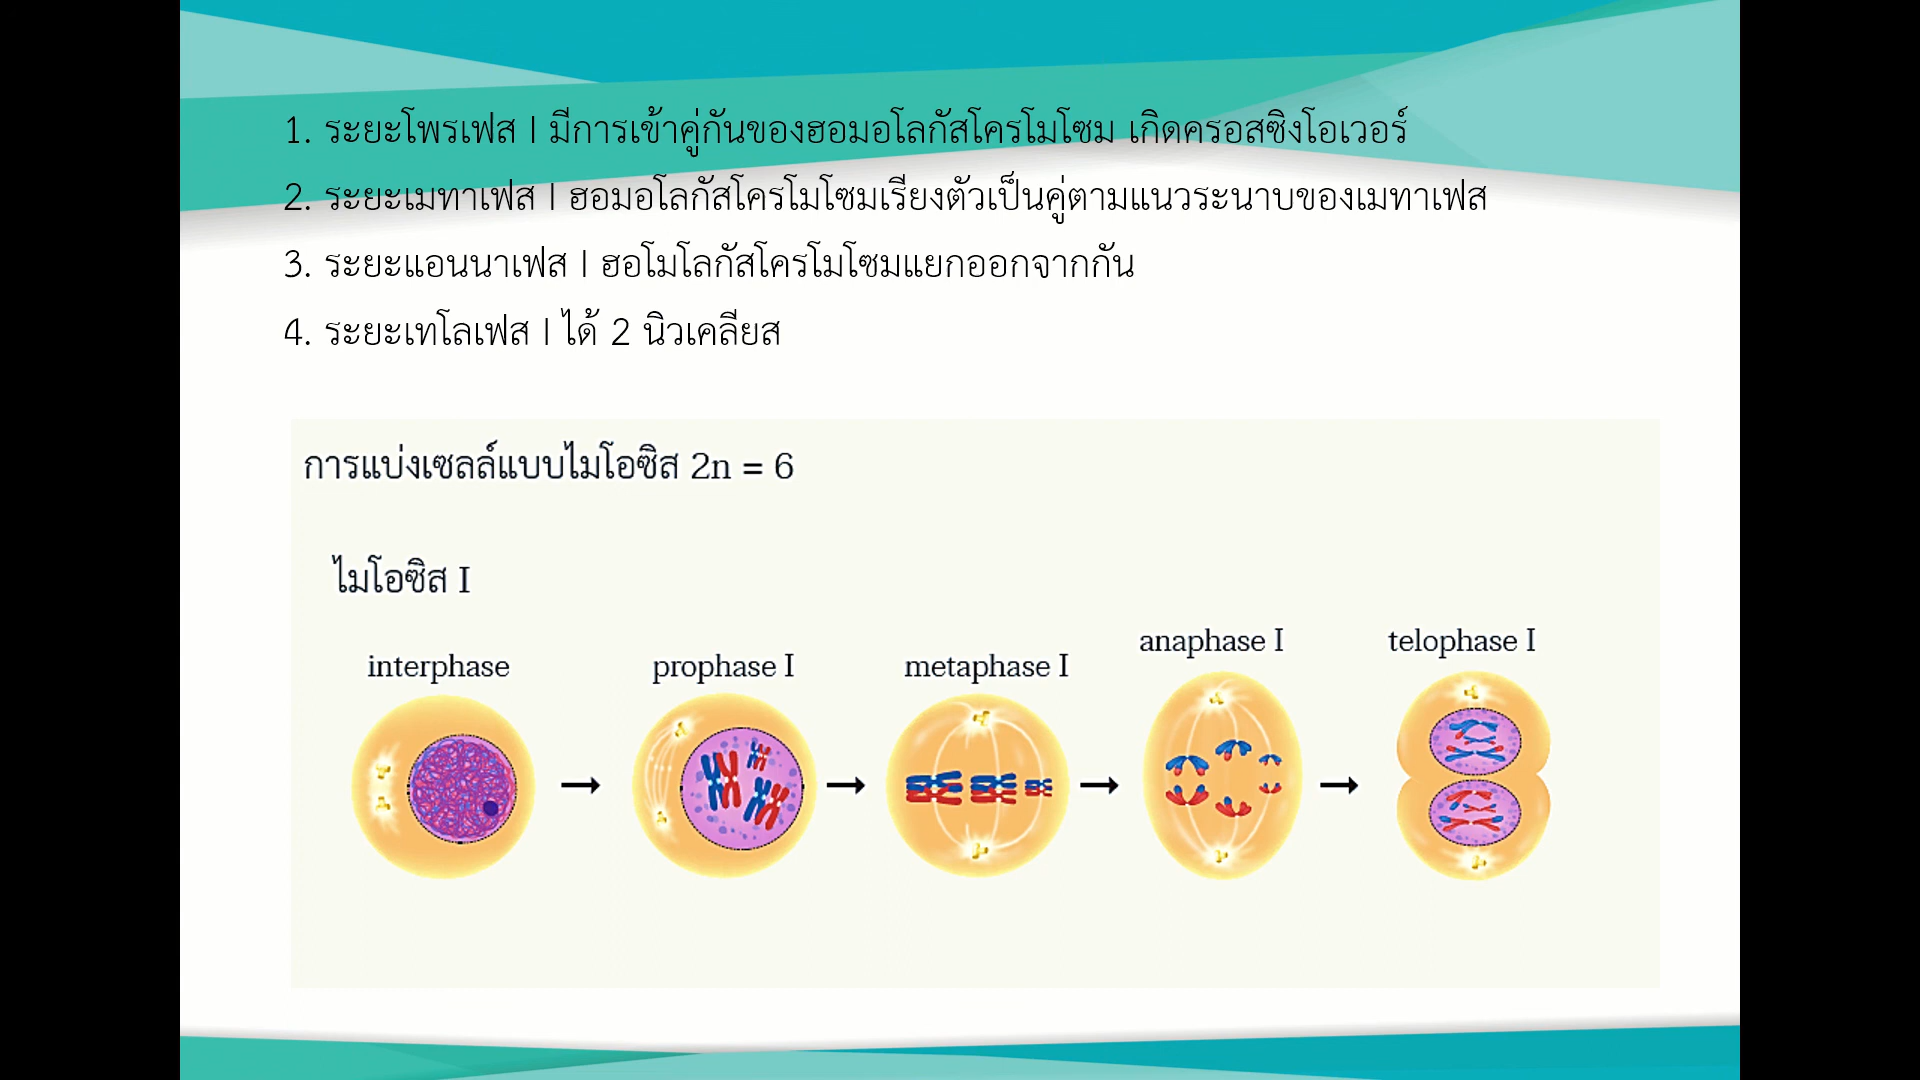 1. ระยะโพรเฟส I มีการเข้าคู่กันของฮอมอโลกัสโครโมโซม เกิดครอสซิงโอเวอร์
2. ระยะเมทาเฟส I ฮอมอโลกัสโครโมโซมเรียงตัวเป็นคู่ตามแนวระนาบของเมทาเฟส
3. ระยะแอนนาเฟส I ฮอโมโลกัสโครโมโซมแยกออกจากกัน
4. ระยะเทโลเฟส I ได้ 2 นิวเคลียส
การแบ่งเซลล์แบบไมโอซิส 2n = 6
ไมโอซิส I
interphase
prophase I
metaphase I
anaphase I
telophase I